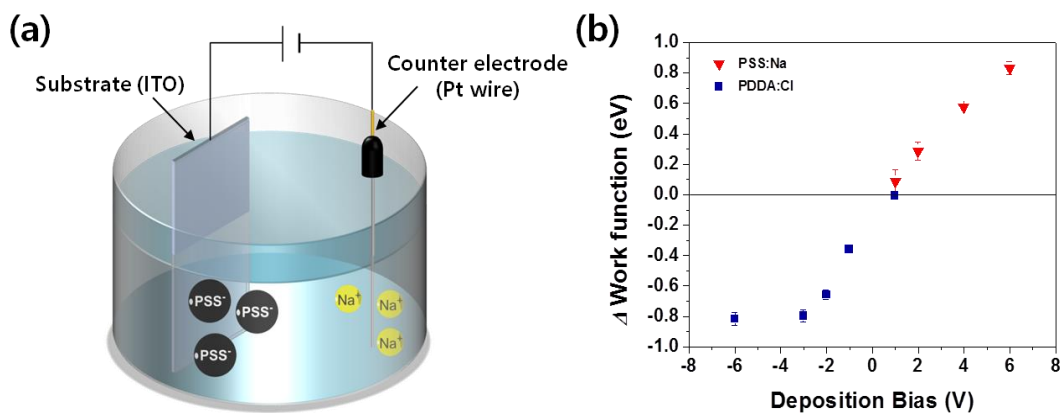 (a)
Substrate (ITO)
Counter electrode
(Pt wire)
PSS⁻
PSS⁻
PSS⁻
Na⁺
Na⁺
Na⁺
(b)
PSS:Na
PDDA:Cl
Δ Work function (eV)
1.0
0.8
0.6
0.4
0.2
0.0
-0.2
-0.4
-0.6
-0.8
-1.0
-8 -6 -4 -2 0 2 4 6 8
Deposition Bias (V)